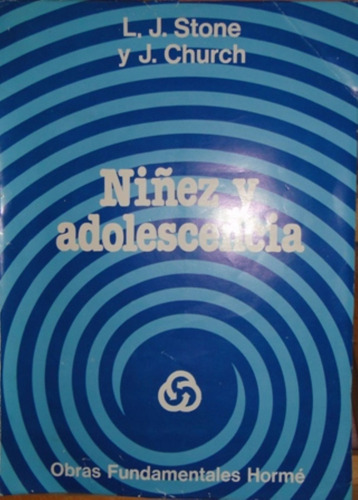 L. J. Stone
y J. Church
Niñez y
adolescencia
Obras Fundamentales Hormé